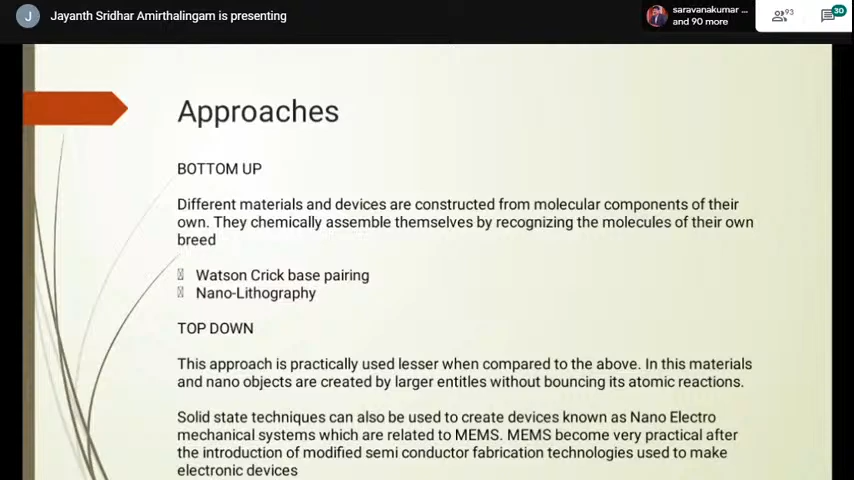 J Jayanth Sridhar Amirthalingam is presenting
saravanakumar ...
and 90 more
93
30
Approaches
BOTTOM UP
Different materials and devices are constructed from molecular components of their
own. They chemically assemble themselves by recognizing the molecules of their own
breed
Watson Crick base pairing
Nano-Lithography
TOP DOWN
This approach is practically used lesser when compared to the above. In this materials
and nano objects are created by larger entitles without bouncing its atomic reactions.
Solid state techniques can also be used to create devices known as Nano Electro
mechanical systems which are related to MEMS. MEMS become very practical after
the introduction of modified semi conductor fabrication technologies used to make
electronic devices